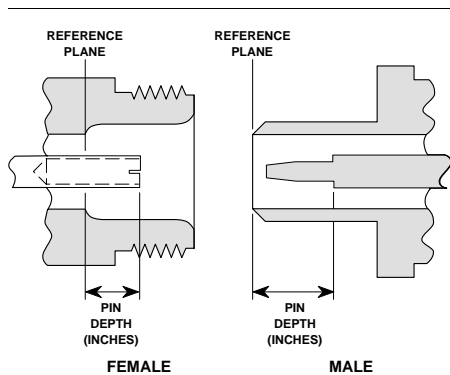 REFERENCE
PLANE
REFERENCE
PLANE
PIN
DEPTH
(INCHES)
PIN
DEPTH
(INCHES)
FEMALE
MALE